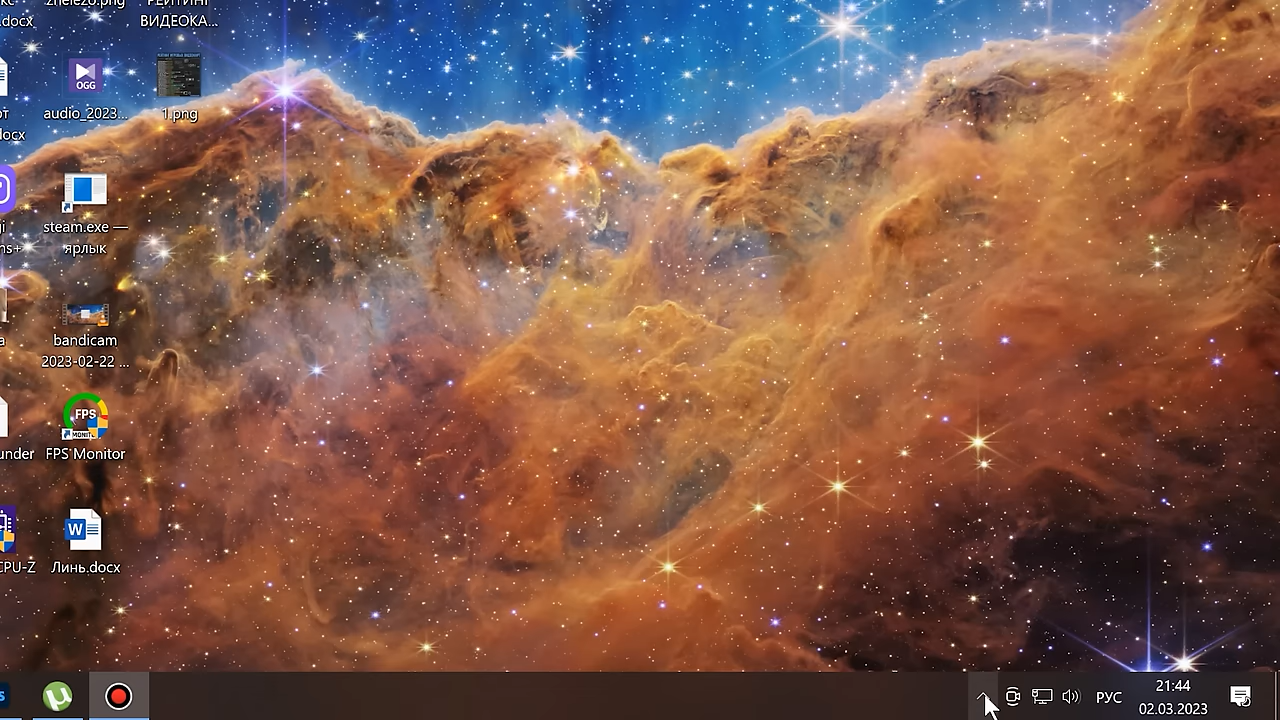 .docx
zhelezo.png
РЕЙТИНГ
ВИДЕОКА...
OGG
audio_2023...
1.png
steam.exe —
ярлык
bandicam
2023-02-22 ...
FPS
MONITOR
FPS Monitor
under
W
Линь.docx
CPU-Z
РУС
21:44
02.03.2023